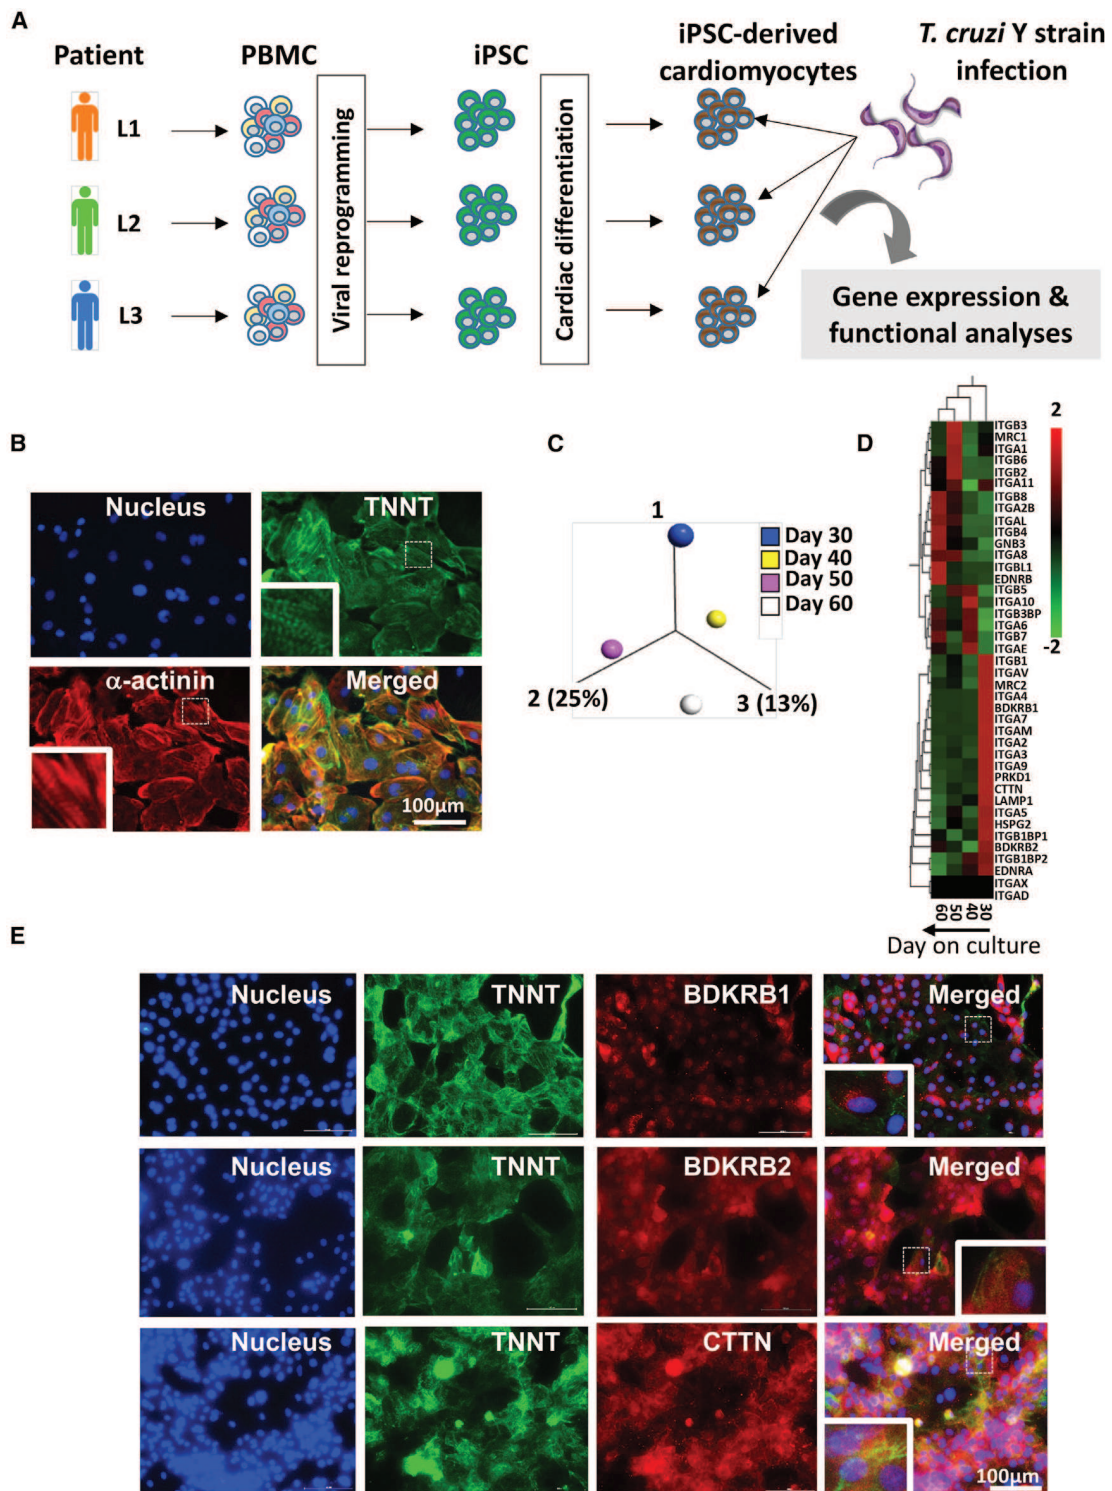 A
Patient
PBMC
iPSC
iPSC-derived
cardiomyocytes
T. cruzi Y strain
infection
L1
L2
L3
Viral reprogramming
Cardiac differentiation
Gene expression &
functional analyses
B
Nucleus
TNNT
α-actinin
Merged
100μm
C
1
2 (25%)
3 (13%)
Day 30
Day 40
Day 50
Day 60
D
2
-2
ITGB3
MRC1
ITGA1
ITGB6
ITGB2
ITGA11
ITGB8
ITGA2B
ITGAL
ITGB4
GNB3
ITGA8
ITGBL1
EDNRB
ITGB5
ITGA10
ITGB3BP
ITGA6
ITGB7
ITGAE
ITGB1
ITGAV
MRC2
ITGA4
BDKRB1
ITGA7
ITGAM
ITGA2
ITGA3
ITGA9
PRKD1
CTTN
LAMP1
ITGA5
HSPG2
ITGB1BP1
BDKRB2
ITGB1BP2
EDNRA
ITGAX
ITGAD
60 50 40 30
Day on culture
E
Nucleus TNNT BDKRB1 Merged
Nucleus TNNT BDKRB2 Merged
Nucleus TNNT CTTN Merged
100μm